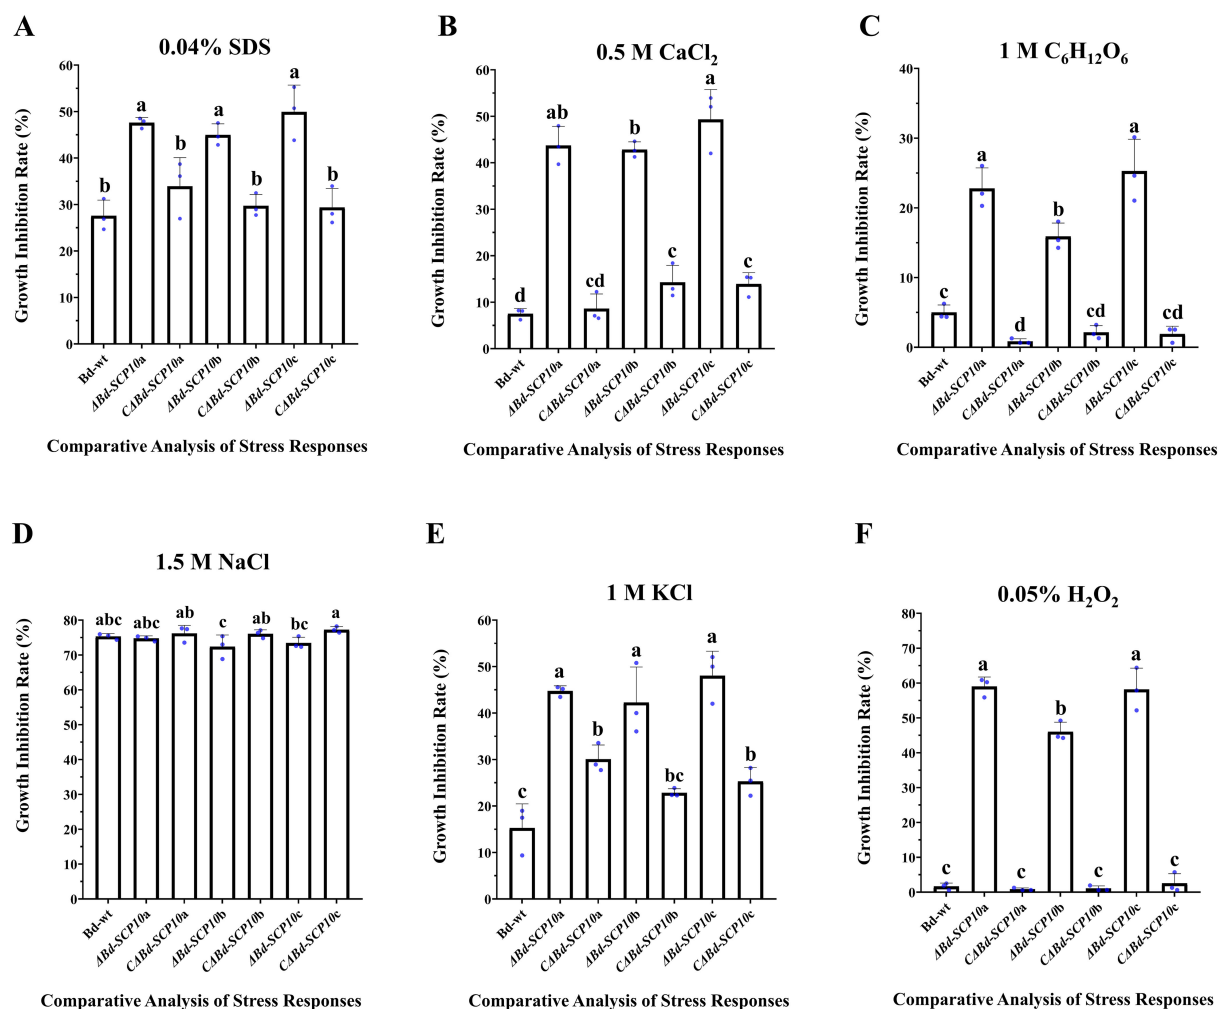 A
0.04% SDS
Growth Inhibition Rate (%)
60
50
40
30
20
10
0
b
a
b
a
b
a
b
Bd-wt
ΔBd-SCP10a
CΔBd-SCP10a
ΔBd-SCP10b
CΔBd-SCP10b
ΔBd-SCP10c
CΔBd-SCP10c
Comparative Analysis of Stress Responses
B
0.5 M CaCl₂
Growth Inhibition Rate (%)
60
50
40
30
20
10
0
d
ab
cd
b
c
a
c
Bd-wt
ΔBd-SCP10a
CΔBd-SCP10a
ΔBd-SCP10b
CΔBd-SCP10b
ΔBd-SCP10c
CΔBd-SCP10c
Comparative Analysis of Stress Responses
C
1 M C₆H₁₂O₆
Growth Inhibition Rate (%)
40
30
20
10
0
c
a
d
b
cd
a
cd
Bd-wt
ΔBd-SCP10a
CΔBd-SCP10a
ΔBd-SCP10b
CΔBd-SCP10b
ΔBd-SCP10c
CΔBd-SCP10c
Comparative Analysis of Stress Responses
D
1.5 M NaCl
Growth Inhibition Rate (%)
80
70
60
50
40
30
20
10
0
abc
abc
ab
c
ab
bc
a
Bd-wt
ΔBd-SCP10a
CΔBd-SCP10a
ΔBd-SCP10b
CΔBd-SCP10b
ΔBd-SCP10c
CΔBd-SCP10c
Comparative Analysis of Stress Responses
E
1 M KCl
Growth Inhibition Rate (%)
60
50
40
30
20
10
0
c
a
b
a
bc
a
b
Bd-wt
ΔBd-SCP10a
CΔBd-SCP10a
ΔBd-SCP10b
CΔBd-SCP10b
ΔBd-SCP10c
CΔBd-SCP10c
Comparative Analysis of Stress Responses
F
0.05% H₂O₂
Growth Inhibition Rate (%)
80
70
60
50
40
30
20
10
0
c
a
c
b
c
a
c
Bd-wt
ΔBd-SCP10a
CΔBd-SCP10a
ΔBd-SCP10b
CΔBd-SCP10b
ΔBd-SCP10c
CΔBd-SCP10c
Comparative Analysis of Stress Responses